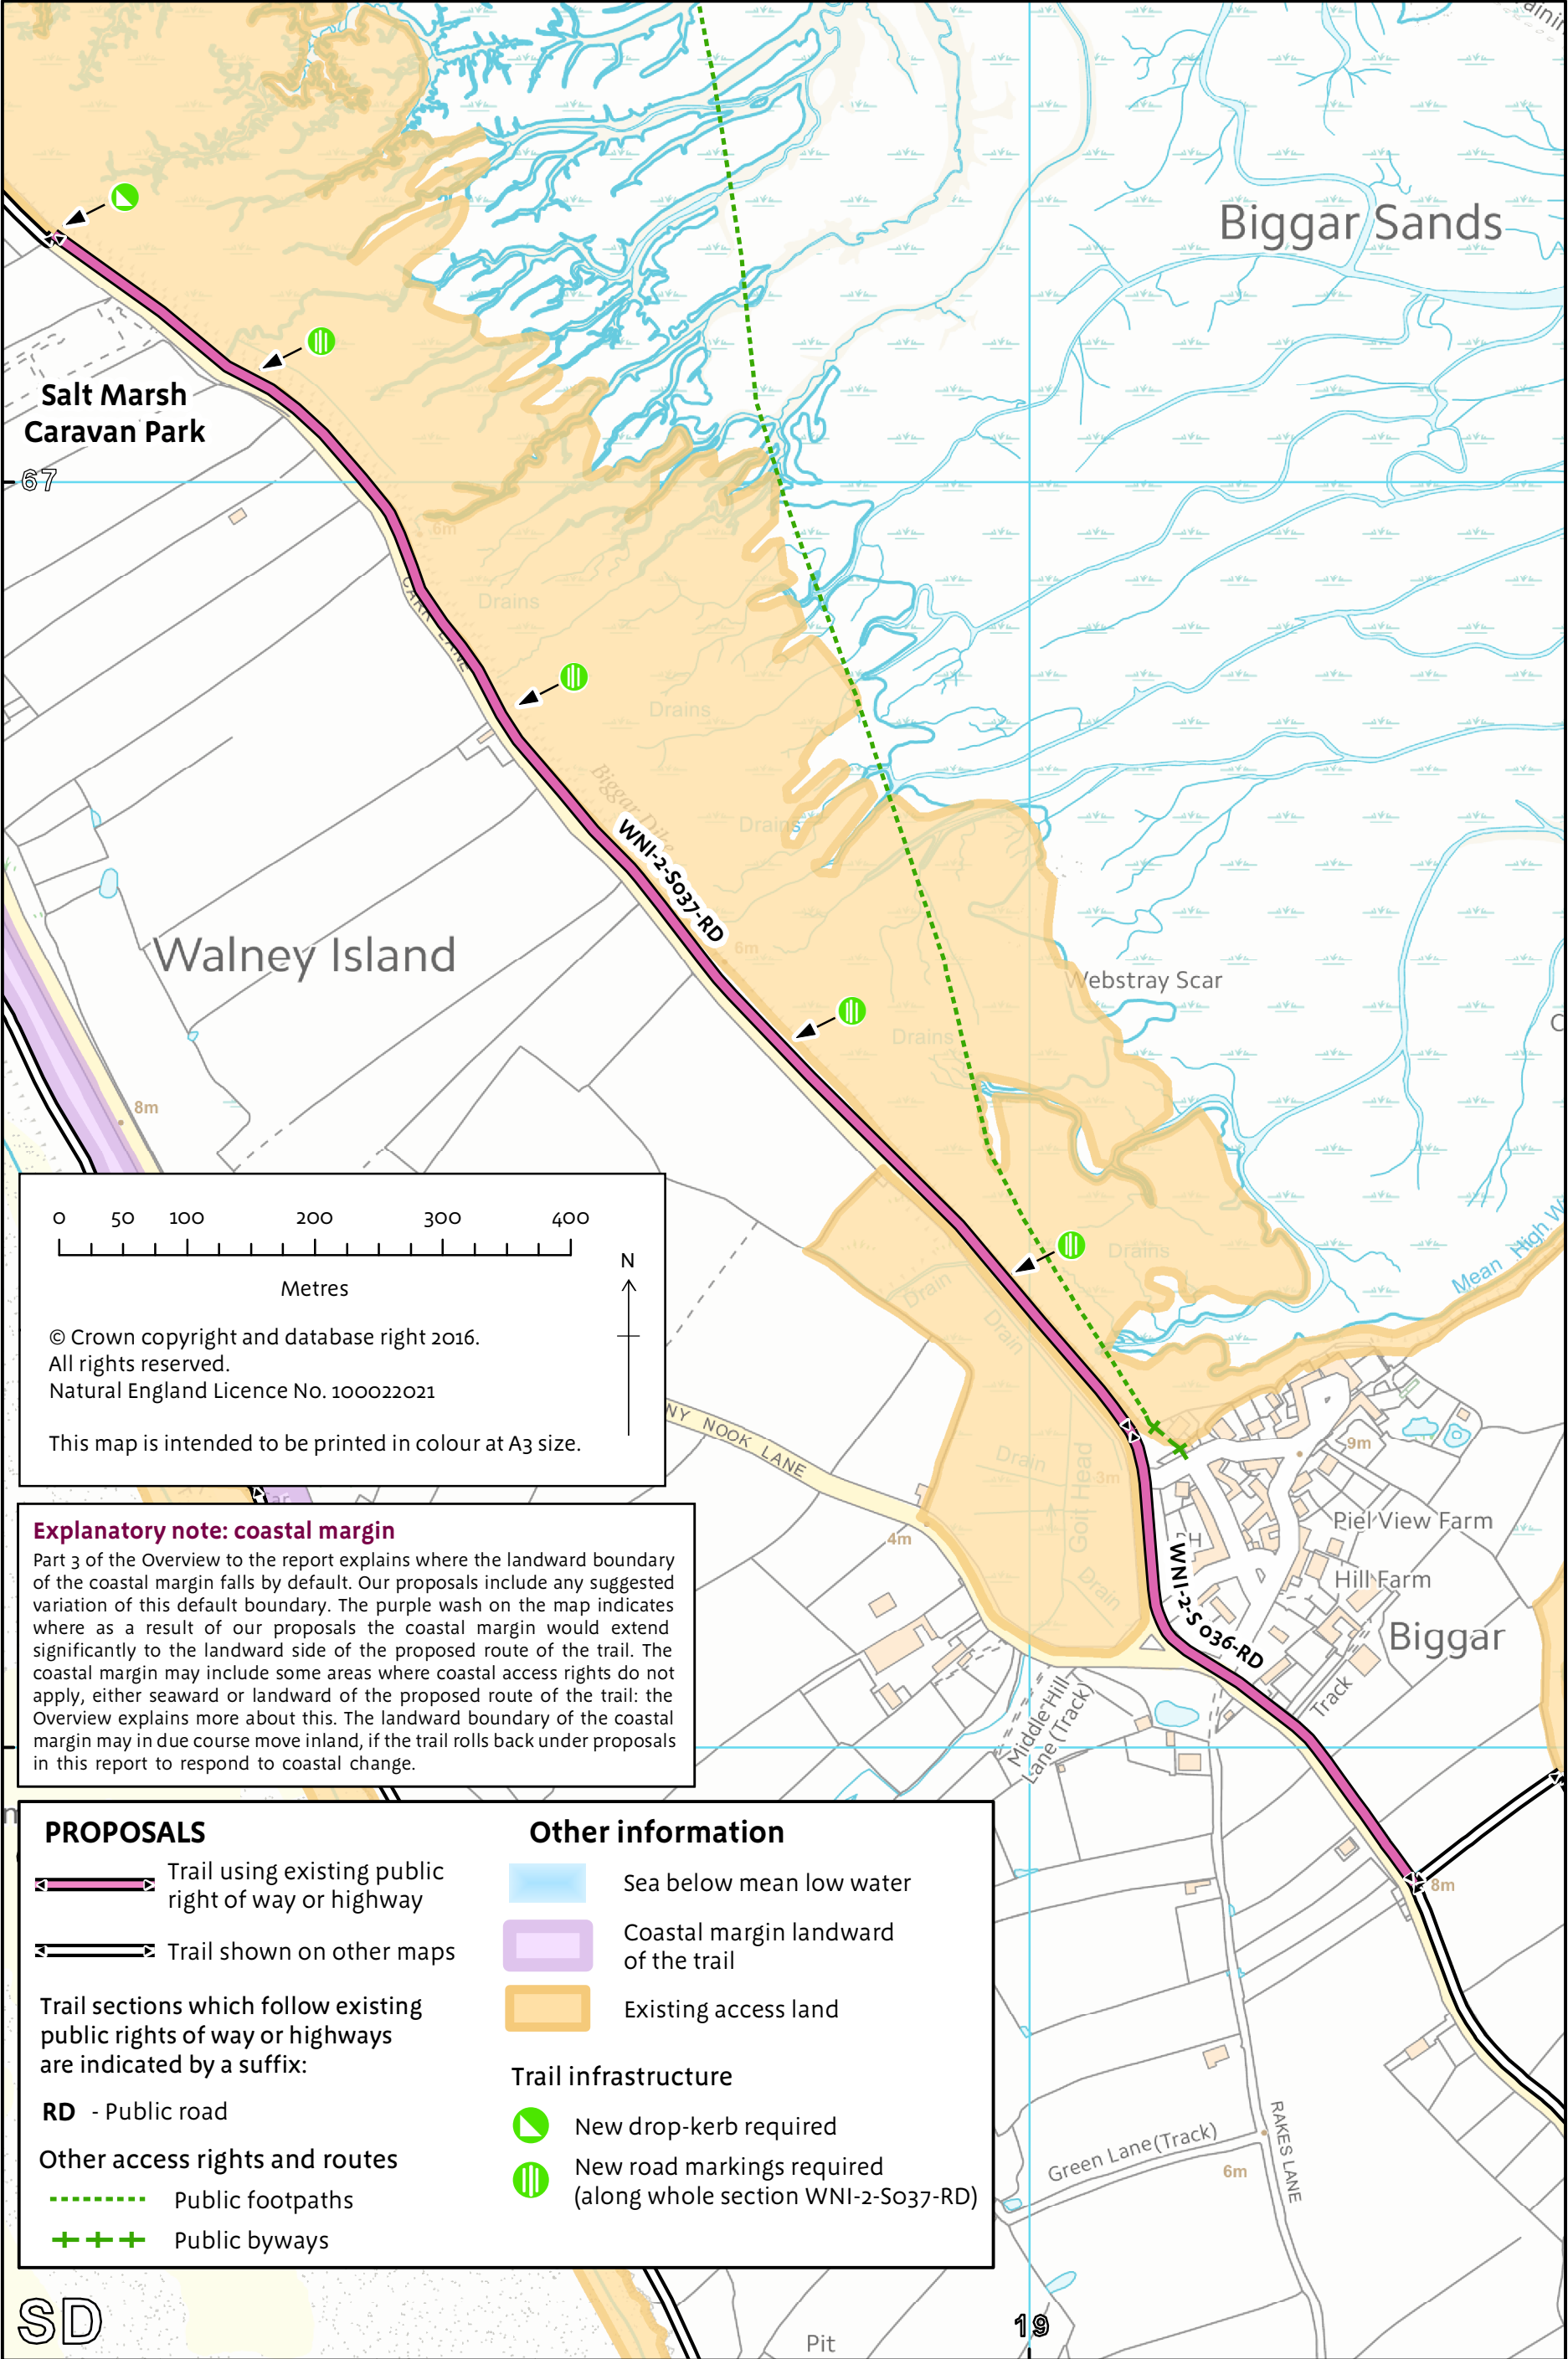 Biggar Sands
Salt Marsh
Caravan Park
67
6m
CARR LANE
Drains
Drains
Biggar Dike
Drains
WNI-2-S037-RD
6m
Walney Island
Webstray Scar
Drains
8m
Drains
Mean High W
Drain
Drain
0 50 100 200 300 400
Metres
N
© Crown copyright and database right 2016.
All rights reserved.
Natural England Licence No. 100022021
This map is intended to be printed in colour at A3 size.
NY NOOK LANE
Drain
Goit Head
3m
9m
4m
Drain
Piel View Farm
Hill Farm
WNI-2-S036-RD
Biggar
Track
Middle Hill
Lane (Track)
8m
Explanatory note: coastal margin
Part 3 of the Overview to the report explains where the landward boundary
of the coastal margin falls by default. Our proposals include any suggested
variation of this default boundary. The purple wash on the map indicates
where as a result of our proposals the coastal margin would extend
significantly to the landward side of the proposed route of the trail. The
coastal margin may include some areas where coastal access rights do not
apply, either seaward or landward of the proposed route of the trail: the
Overview explains more about this. The landward boundary of the coastal
margin may in due course move inland, if the trail rolls back under proposals
in this report to respond to coastal change.
PROPOSALS
Trail using existing public
right of way or highway
Trail shown on other maps
Trail sections which follow existing
public rights of way or highways
are indicated by a suffix:
RD - Public road
Other access rights and routes
Public footpaths
Public byways
Other information
Sea below mean low water
Coastal margin landward
of the trail
Existing access land
Trail infrastructure
New drop-kerb required
New road markings required
(along whole section WNI-2-S037-RD)
Green Lane (Track)
6m
RAKES LANE
SD
19
Pit